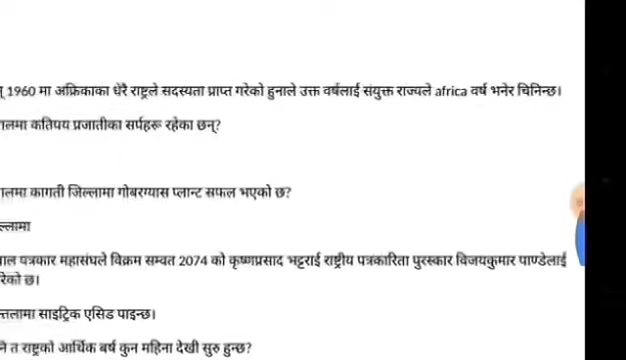 1960 मा अफ्रिकाका धेरै राष्ट्रले सदस्यता प्राप्त गरेको हुनाले उक्त वर्षलाई संयुक्त राज्यले africa वर्ष भनेर चिनिन्छ।
कतिपय प्रजातीका सर्पहरू रहेका छन्?
कागती जिल्लामा गोबरग्यास प्लान्ट सफल भएको छ?
पत्रकार महासंघले विक्रम सम्वत 2074 को कृष्णप्रसाद भट्टराई राष्ट्रीय पत्रकारिता पुरस्कार विजयकुमार पाण्डेलाई
छ।
साइट्रिक एसिड पाइन्छ।
त राष्ट्रको आर्थिक बर्ष कुन महिना देखी सुरु हुन्छ?